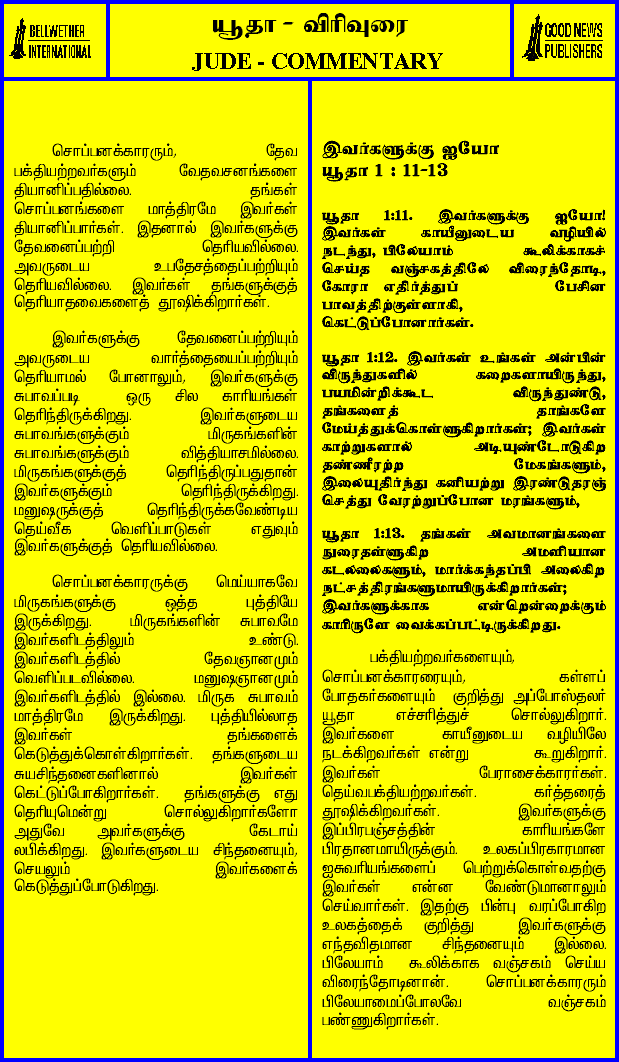 BELLWETHER
INTERNATIONAL
யூதா - விரிவுரை
JUDE - COMMENTARY
GOOD NEWS
PUBLISHERS
சொப்பனக்காரரும், தேவ
பக்தியற்றவர்களும் வேதவசனங்களை
தியானிப்பதில்லை. தங்கள்
சொப்பனங்களை மாத்திரமே இவர்கள்
தியானிப்பார்கள். இதனால் இவர்களுக்கு
தேவனைப்பற்றி தெரியவில்லை.
அவருடைய உபதேசத்தைப்பற்றியும்
தெரியவில்லை. இவர்கள் தங்களுக்குத்
தெரியாதவைகளைத் தூஷிக்கிறார்கள்.
இவர்களுக்கு தேவனைப்பற்றியும்
அவருடைய வார்த்தையைப்பற்றியும்
தெரியாமல் போனாலும், இவர்களுக்கு
சுபாவப்படி ஒரு சில காரியங்கள்
தெரிந்திருக்கிறது. இவர்களுடைய
சுபாவங்களுக்கும் மிருகங்களின்
சுபாவங்களுக்கும் வித்தியாசமில்லை.
மிருகங்களுக்குத் தெரிந்திருப்பதுதான்
இவர்களுக்கும் தெரிந்திருக்கிறது.
மனுஷருக்குத் தெரிந்திருக்கவேண்டிய
தெய்வீக வெளிப்பாடுகள் எதுவும்
இவர்களுக்குத் தெரியவில்லை.
சொப்பனக்காரருக்கு மெய்யாகவே
மிருகங்களுக்கு ஒத்த புத்தியே
இருக்கிறது. மிருகங்களின் சுபாவமே
இவர்களிடத்திலும் உண்டு.
இவர்களிடத்தில் தேவஞானமும்
வெளிப்படவில்லை. மனுஷஞானமும்
இவர்களிடத்தில் இல்லை. மிருக சுபாவம்
மாத்திரமே இருக்கிறது. புத்தியில்லாத
இவர்கள் தங்களைக்
கெடுத்துக்கொள்கிறார்கள். தங்களுடைய
சுயசிந்தனைகளினால் இவர்கள்
கெட்டுப்போகிறார்கள். தங்களுக்கு எது
தெரியுமென்று சொல்லுகிறார்களோ
அதுவே அவர்களுக்கு கேடாய்
லபிக்கிறது. இவர்களுடைய சிந்தனையும்,
செயலும் இவர்களைக்
கெடுத்துப்போடுகிறது.
இவர்களுக்கு ஐயோ
யூதா 1 : 11-13
யூதா 1:11. இவர்களுக்கு ஐயோ!
இவர்கள் காயீனுடைய வழியில்
நடந்து, பிலேயாம் கூலிக்காகச்
செய்த வஞ்சகத்திலே விரைந்தோடி,
கோரா எதிர்த்துப் பேசின
பாவத்திற்குள்ளாகி,
கெட்டுப்போனார்கள்.
யூதா 1:12. இவர்கள் உங்கள் அன்பின்
விருந்துகளில் கறைகளாயிருந்து,
பயமின்றிக்கூட விருந்துண்டு,
தங்களைத் தாங்களே
மேய்த்துக்கொள்ளுகிறார்கள்; இவர்கள்
காற்றுகளால் அடியுண்டோடுகிற
தண்ணீரற்ற மேகங்களும்,
இலையுதிர்ந்து கனியற்று இரண்டுதரஞ்
செத்து வேரற்றுப்போன மரங்களும்,
யூதா 1:13. தங்கள் அவமானங்களை
நுரைதள்ளுகிற அமளியான
கடலலைகளும், மார்க்கந்தப்பி அலைகிற
நட்சத்திரங்களுமாயிருக்கிறார்கள்;
இவர்களுக்காக என்றென்றைக்கும்
காரிருளே வைக்கப்பட்டிருக்கிறது.
பக்தியற்றவர்களையும்,
சொப்பனக்காரரையும், கள்ளப்
போதகர்களையும் குறித்து அப்போஸ்தலர்
யூதா எச்சரித்துச் சொல்லுகிறார்.
இவர்களை காயீனுடைய வழியிலே
நடக்கிறவர்கள் என்று கூறுகிறார்.
இவர்கள் பேராசைக்காரர்கள்.
தெய்வபக்தியற்றவர்கள். கர்த்தரைத்
தூஷிக்கிறவர்கள். இவர்களுக்கு
இப்பிரபஞ்சத்தின் காரியங்களே
பிரதானமாயிருக்கும். உலகப்பிரகாரமான
ஐசுவரியங்களைப் பெற்றுக்கொள்வதற்கு
இவர்கள் என்ன வேண்டுமானாலும்
செய்வார்கள். இதற்கு பின்பு வரப்போகிற
உலகத்தைக் குறித்து இவர்களுக்கு
எந்தவிதமான சிந்தனையும் இல்லை.
பிலேயாம் கூலிக்காக வஞ்சகம் செய்ய
விரைந்தோடினான். சொப்பனக்காரரும்
பிலேயாமைப்போலவே வஞ்சகம்
பண்ணுகிறார்கள்.